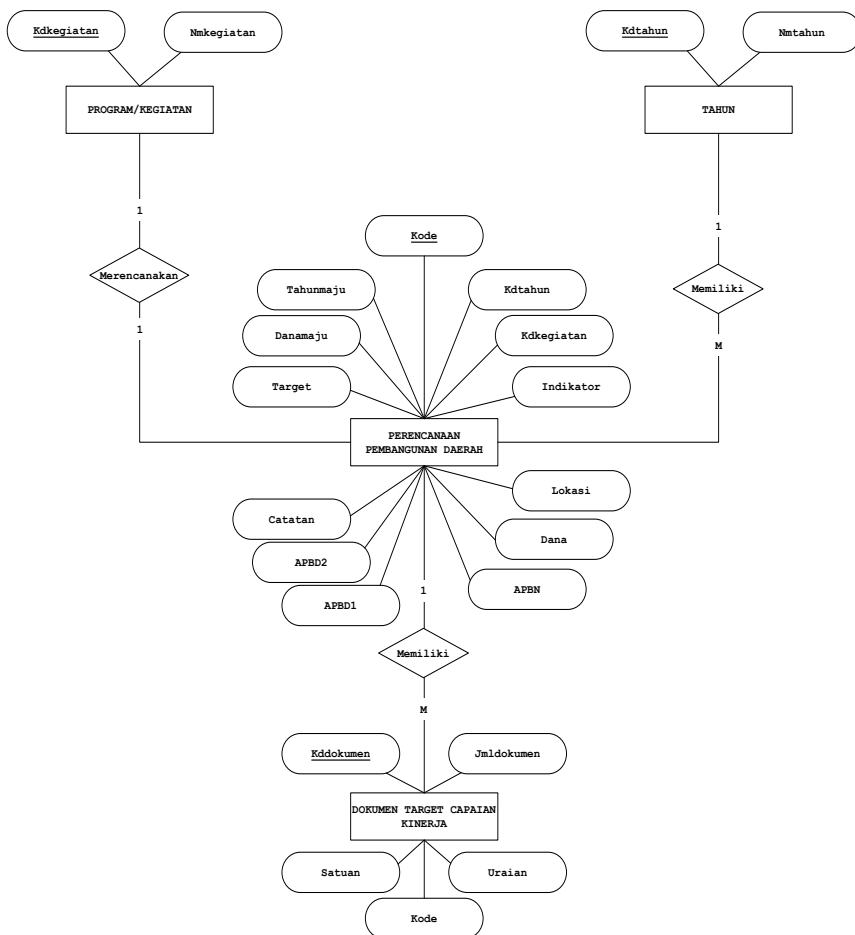 Kdkegiatan
Nmkegiatan
Kdtahun
Nmtahun
PROGRAM/KEGIATAN
TAHUN
1
1
Kode
Merencanakan
Memiliki
Tahunmaju
Kdtahun
1
M
Danamaju
Kdkegiatan
Target
Indikator
PERENCANAAN
PEMBANGUNAN DAERAH
Lokasi
Catatan
Dana
APBD2
APBN
APBD1
1
Memiliki
M
Kddokumen
Jmldokumen
DOKUMEN TARGET CAPAIAN
KINERJA
Satuan
Uraian
Kode